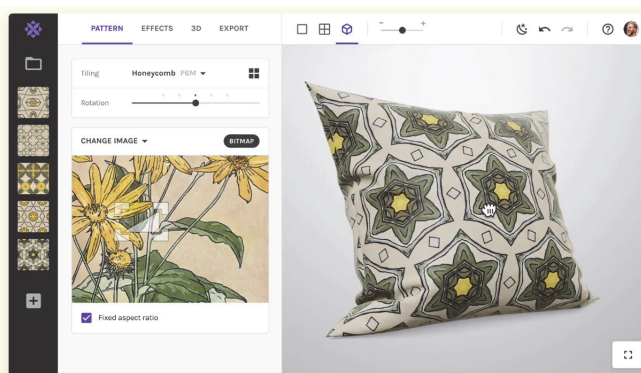 PATTERN EFFECTS 3D EXPORT
Tiling Honeycomb P6M
Rotation
CHANGE IMAGE BITMAP
Fixed aspect ratio